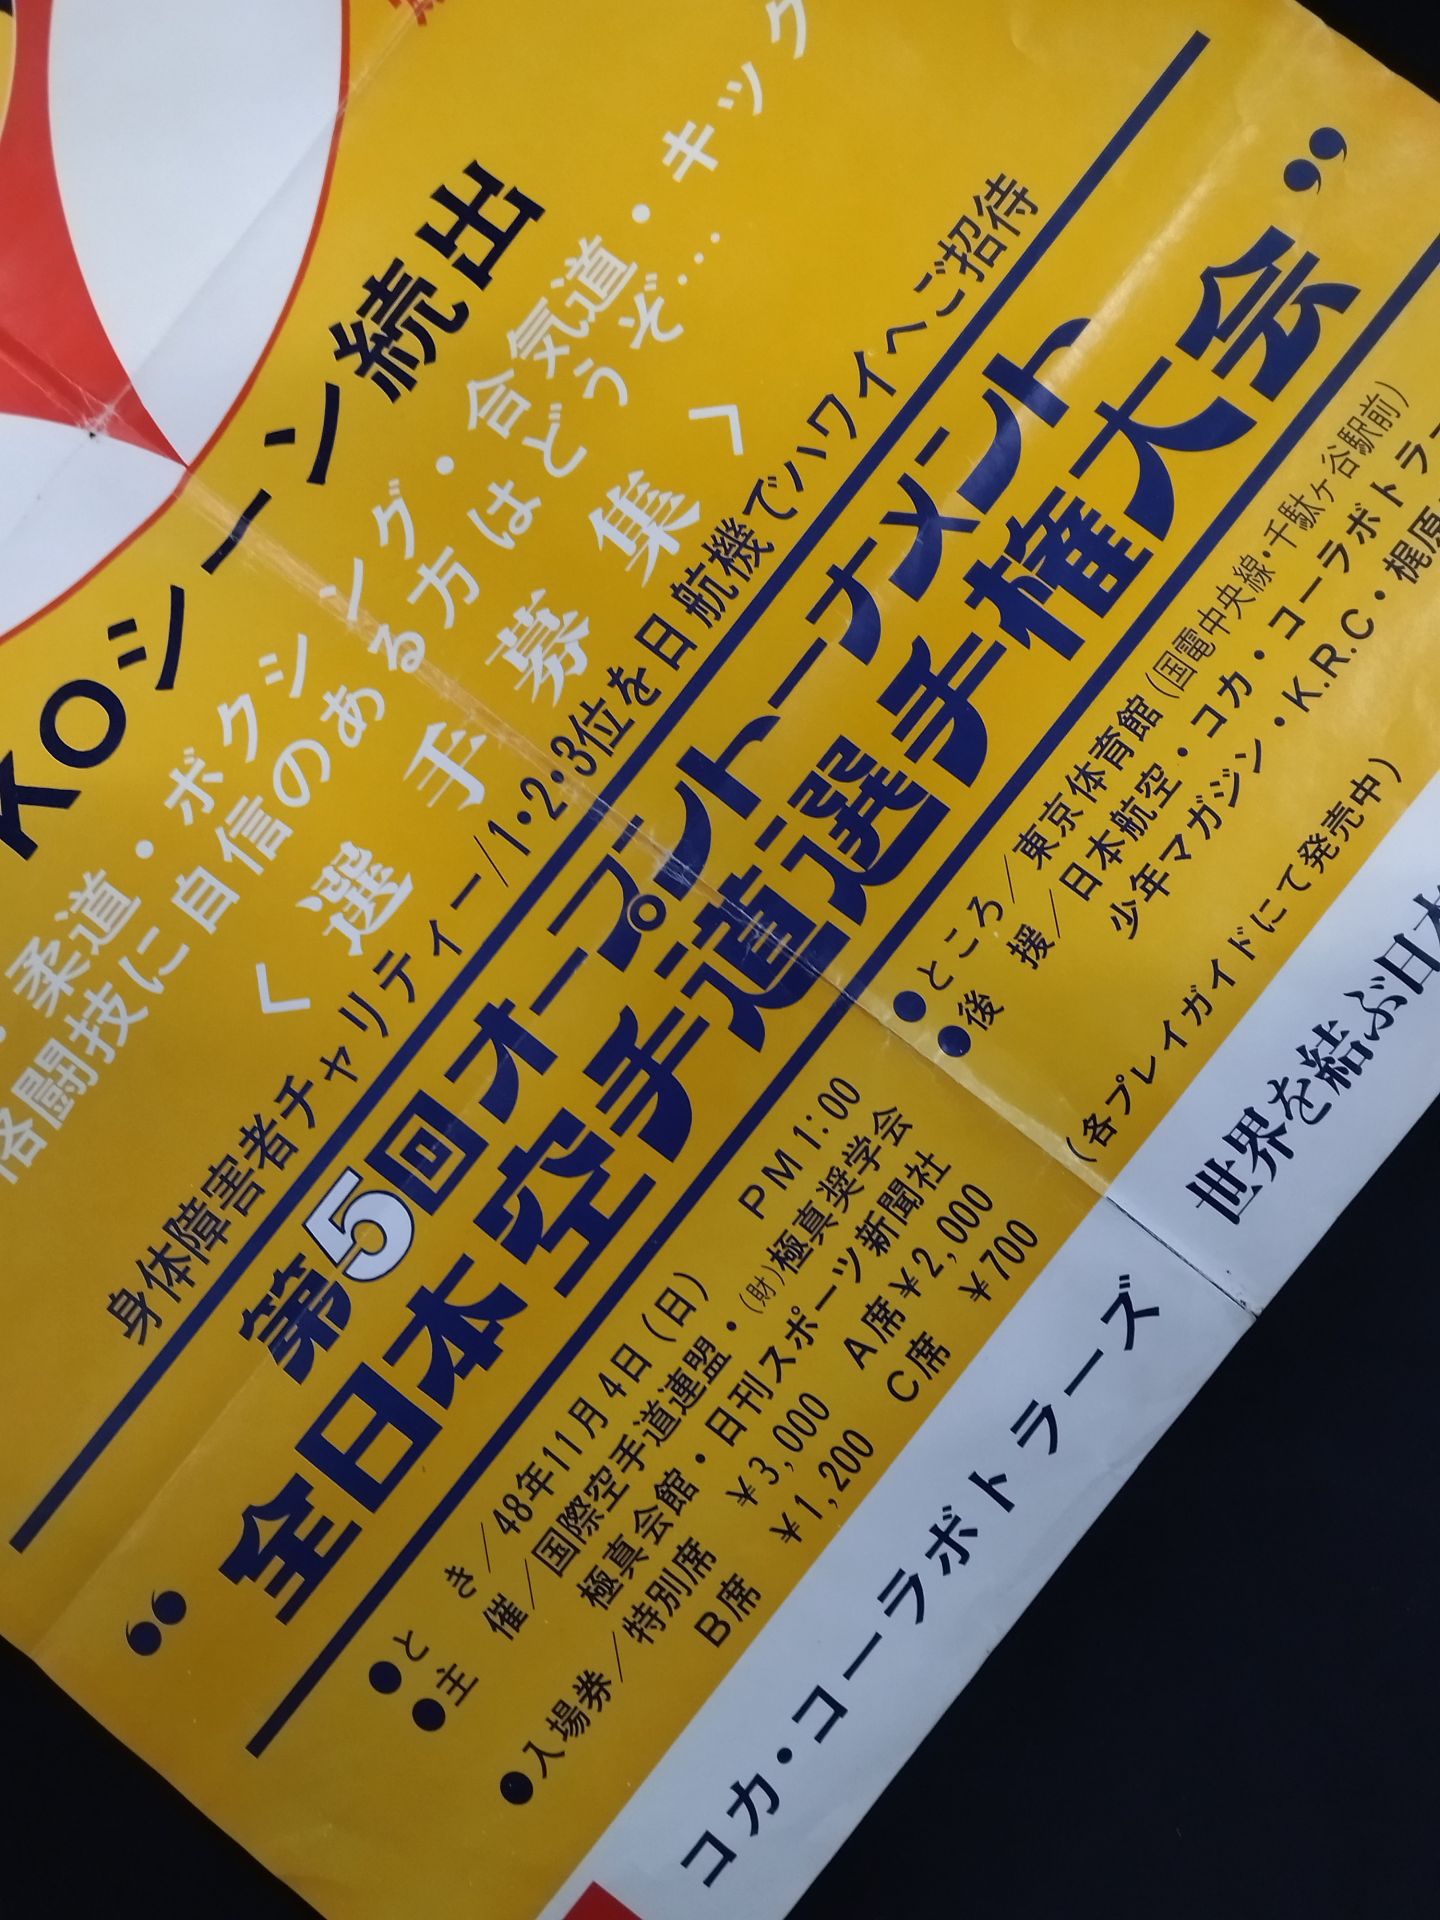 KOシーン続出
柔道・ボクシング・合気道・キック
格闘技に自信のある方はどうぞ…
＜選手募集＞
身体障害者チャリティー/1・2・3位を日航機でハワイへご招待
第5回オープントーナメント
“全日本空手道選手権大会”
●とき/48年11月4日(日) PM1:00
●主催/国際空手道連盟・(財)極真奨学会
極真会館・日刊スポーツ新聞社
●入場券/特別席 ¥3,000 A席¥2,000
B席 ¥1,200 C席 ¥700
●ところ/東京体育館(国電中央線・千駄ヶ谷駅前)
●後援/日本航空・コカ・コーラボトラー
少年マガジン・K.R.C・梶原
(各プレイガイドにて発売中)
コカ・コーラボトラーズ
世界を結ぶ日本